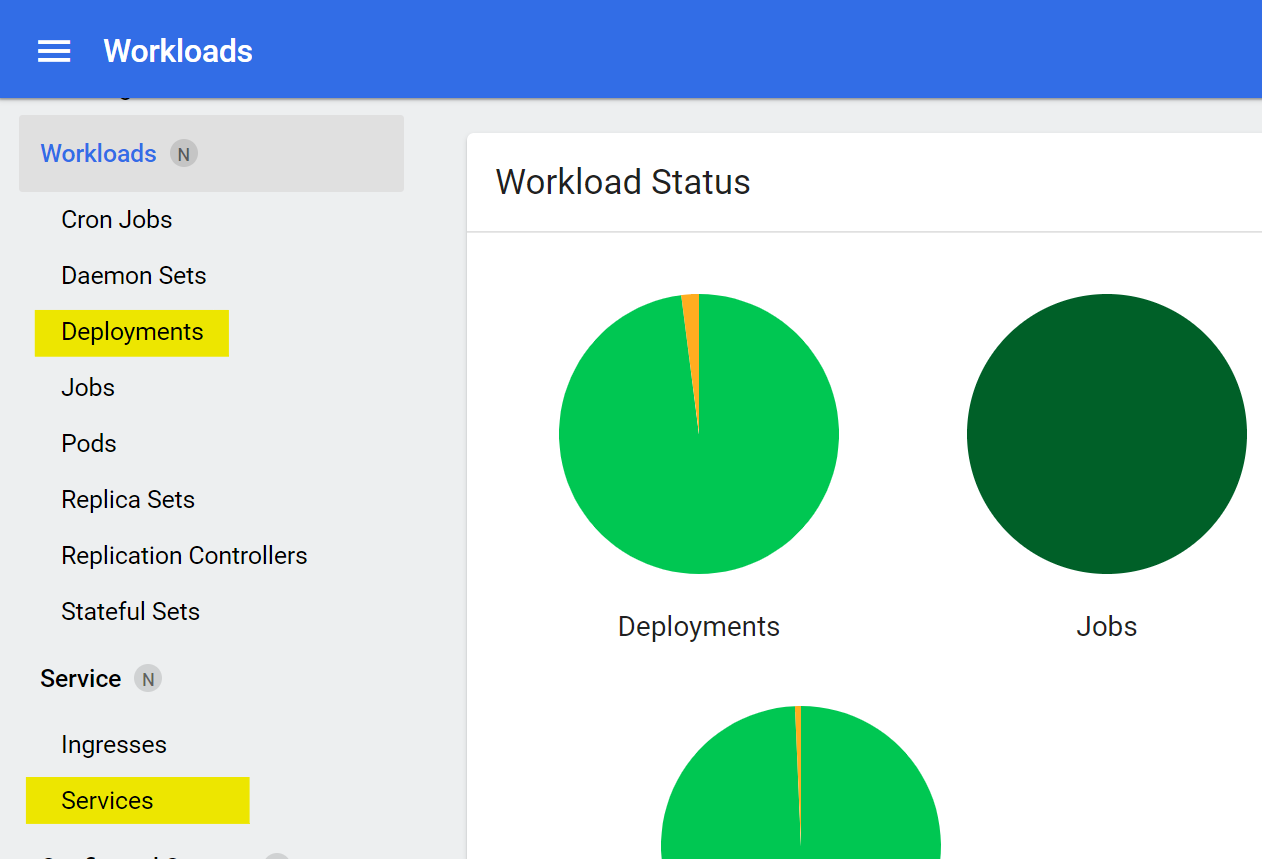 Workloads
Workloads N
Cron Jobs
Daemon Sets
Deployments
Jobs
Pods
Replica Sets
Replication Controllers
Stateful Sets
Service N
Ingresses
Services
Workload Status
Deployments
Jobs